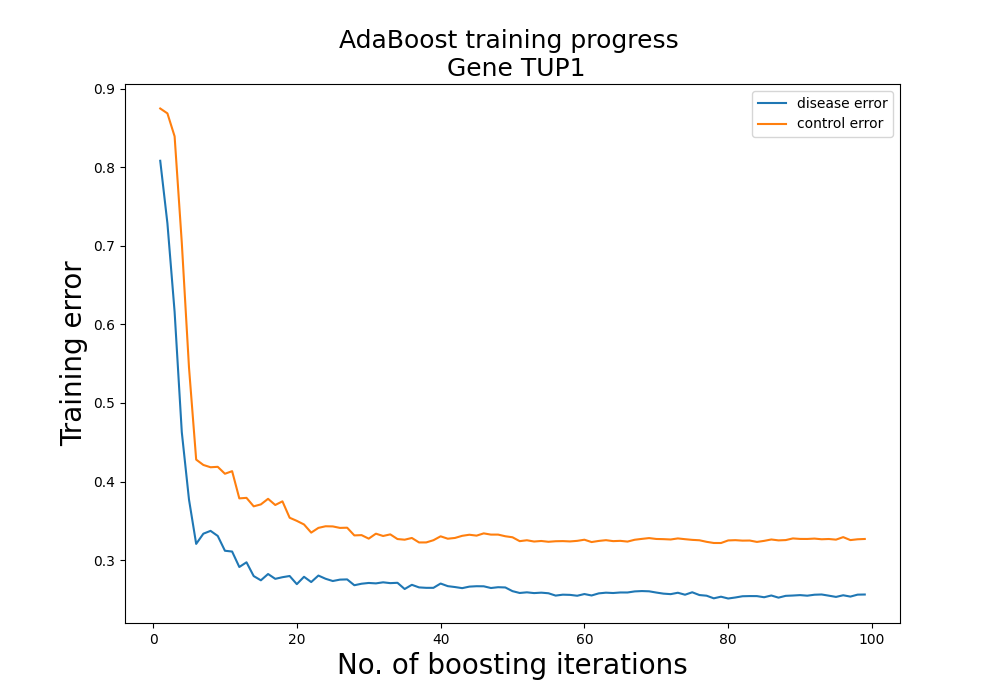 AdaBoost training progress
Gene TUP1
disease error
control error
0.9
0.8
0.7
0.6
0.5
0.4
0.3
Training error
0 20 40 60 80 100
No. of boosting iterations